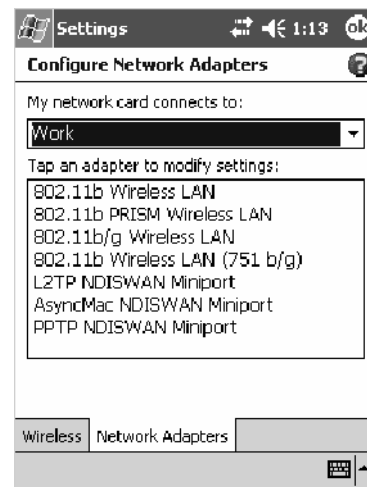 Settings 1:13 ok
Configure Network Adapters
My network card connects to:
Work
Tap an adapter to modify settings:
802.11b Wireless LAN
802.11b PRISM Wireless LAN
802.11b/g Wireless LAN
802.11b Wireless LAN (751 b/g)
L2TP NDISWAN Miniport
AsyncMac NDISWAN Miniport
PPTP NDISWAN Miniport
Wireless Network Adapters